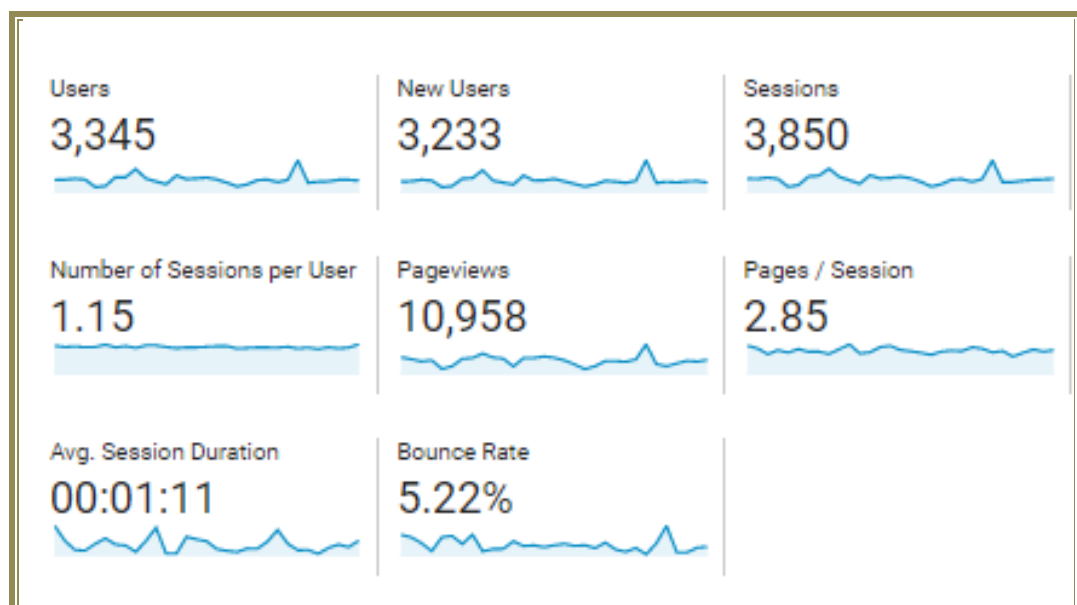 Users
3,345
New Users
3,233
Sessions
3,850
Number of Sessions per User
1.15
Pageviews
10,958
Pages / Session
2.85
Avg. Session Duration
00:01:11
Bounce Rate
5.22%